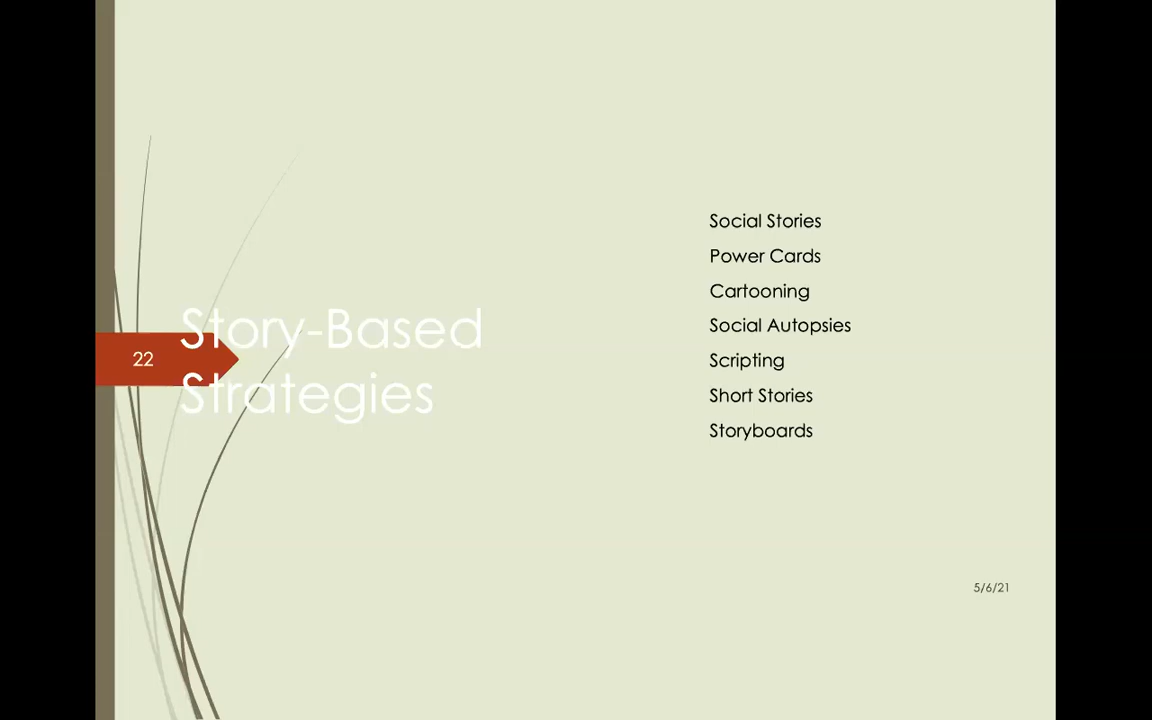 22
Story-Based
Strategies
Social Stories
Power Cards
Cartooning
Social Autopsies
Scripting
Short Stories
Storyboards
5/6/21